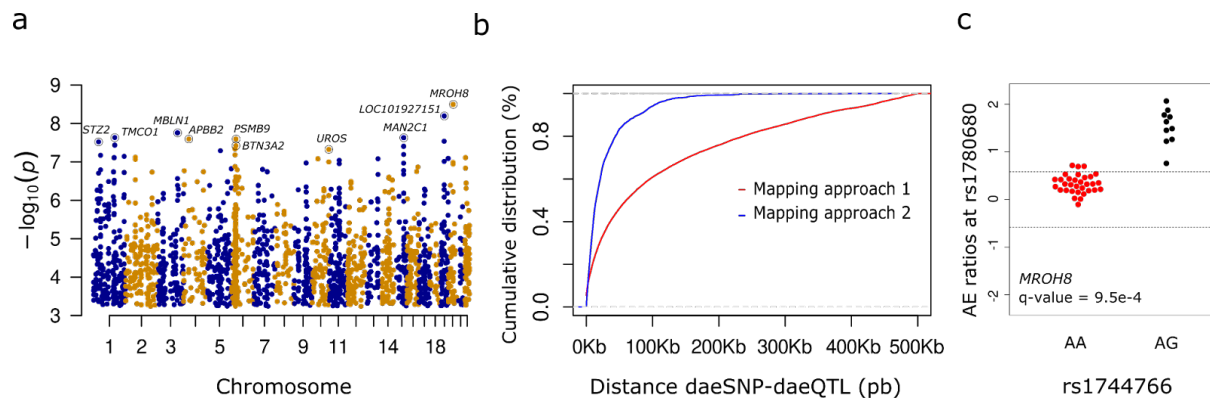 a
b
c
9
8
7
6
5
4
3
−log10(p)
MROH8
LOC101927151
STZ2
TMCO1
MBLN1
APBB2
PSMB9
BTN3A2
UROS
MAN2C1
1 2 3 5 7 9 11 14 18
Chromosome
Cumulative distribution (%)
0.8
0.4
0.0
Mapping approach 1
Mapping approach 2
0Kb 100Kb 200Kb 300Kb 400Kb 500Kb
Distance daeSNP-daeQTL (pb)
AE ratios at rs1780680
2
1
0
-1
-2
MROH8
q-value = 9.5e-4
AA AG
rs1744766